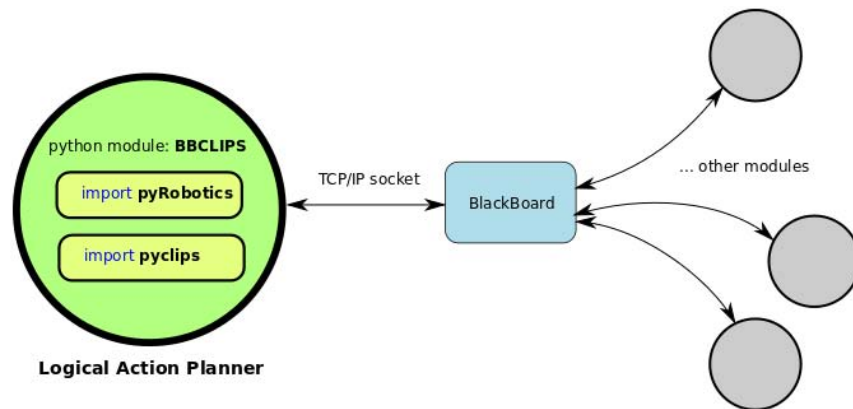 python module: BBCLIPS
import pyRobotics
import pyclips
Logical Action Planner
TCP/IP socket
BlackBoard
... other modules